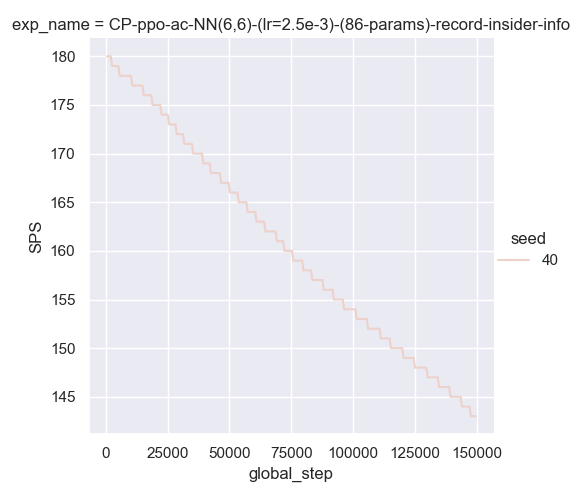 exp_name = CP-ppo-ac-NN(6,6)-(lr=2.5e-3)-(86-params)-record-insider-info
180
175
170
165
160
155
150
145
SPS
0 25000 50000 75000 100000 125000 150000
global_step
seed
40